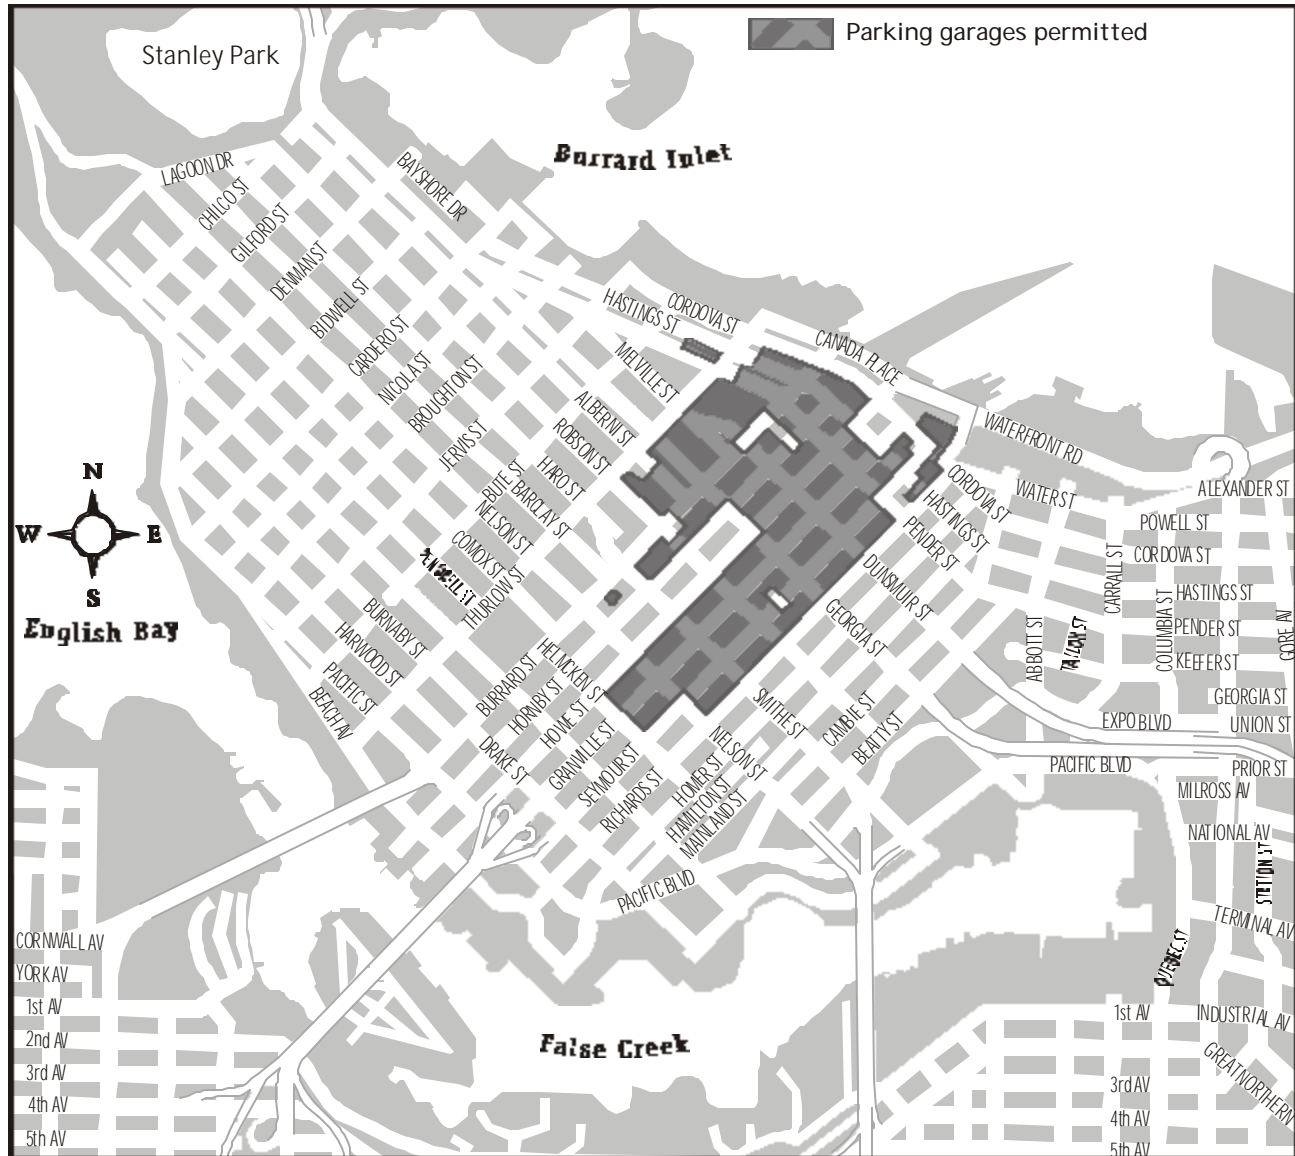 Parking garages permitted
Stanley Park
Burrard Inlet
LAGOON DR
CHILCO ST
GILFORD ST
DENMAN ST
BIDWELL ST
CARDERO ST
NICOLA ST
BROUGHTON ST
JERVIS ST
BUTE ST
BAYSHORE DR
HASTINGS ST
CORDOVA ST
CANADA PLACE
MELVILLE ST
ALBERNI ST
ROBSON ST
HARO ST
BARCLAY ST
NELSON ST
COMOX ST
THURLOW ST
WATERFRONT RD
CORDOVA ST
WATER ST
HASTINGS ST
PENDER ST
DUNSMUIR ST
GEORGIA ST
ALEXANDER ST
POWELL ST
CORDOVA ST
HASTINGS ST
PENDER ST
KEFFER ST
CARRALL ST
COLUMBIA ST
GORE AV
ABBOTT ST
GEORGIA ST
UNION ST
EXPO BLVD
PACIFIC BLVD
PRIOR ST
MILROSS AV
NATIONAL AV
STATION ST
TERMINAL AV
QUEBEC ST
N
W
E
S
English Bay
BURNABY ST
HARWOOD ST
PACIFIC ST
BEACH AV
HELMCKEN ST
BURRARD ST
HORNBY ST
HOWE ST
GRANVILLE ST
SEYMOUR ST
RICHARDS ST
DRAKE ST
SMITHE ST
CAMBIE ST
BEATTY ST
NELSON ST
HOMER ST
HAMILTON ST
MAINLAND ST
PACIFIC BLVD
CORNWALL AV
YORK AV
1st AV
2nd AV
3rd AV
4th AV
5th AV
False Creek
1st AV
INDUSTRIAL AV
GREAT NORTHERN
3rd AV
4th AV
5th AV